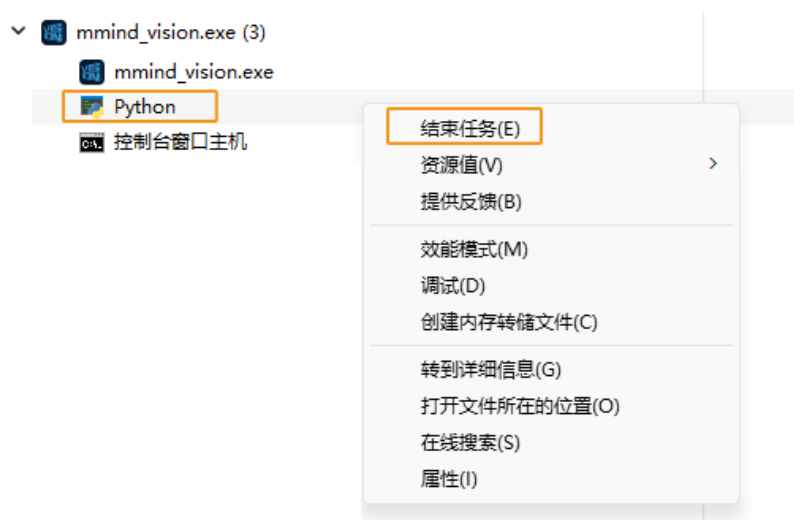 mmind_vision.exe (3)
mmind_vision.exe
Python
控制台窗口主机
结束任务(E)
资源值(V)
提供反馈(B)
效能模式(M)
调试(D)
创建内存转储文件(C)
转到详细信息(G)
打开文件所在的位置(O)
在线搜索(S)
属性(I)